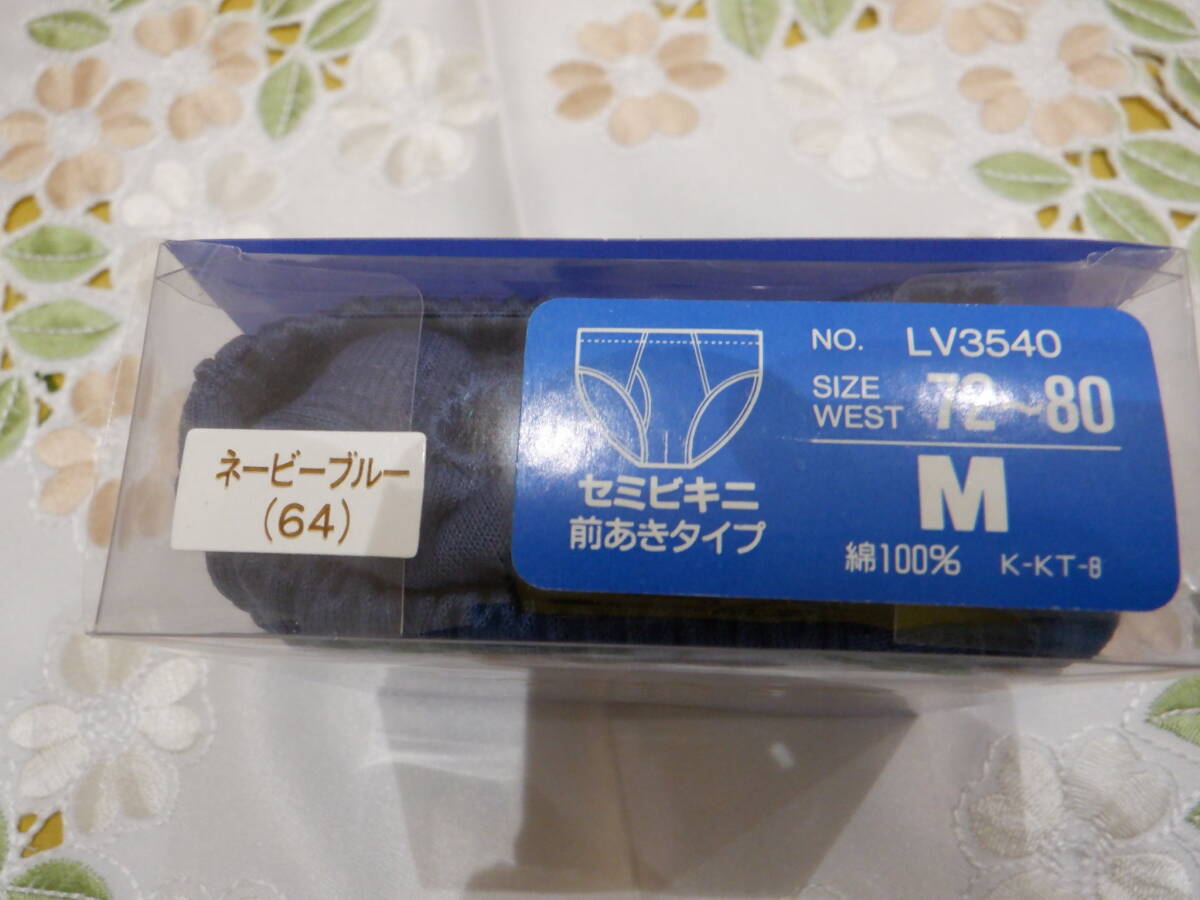 ネービーブルー
(64)
セミビキニ
前あきタイプ
NO. LV3540
SIZE
WEST 72~80
M
綿100% K-KT-8